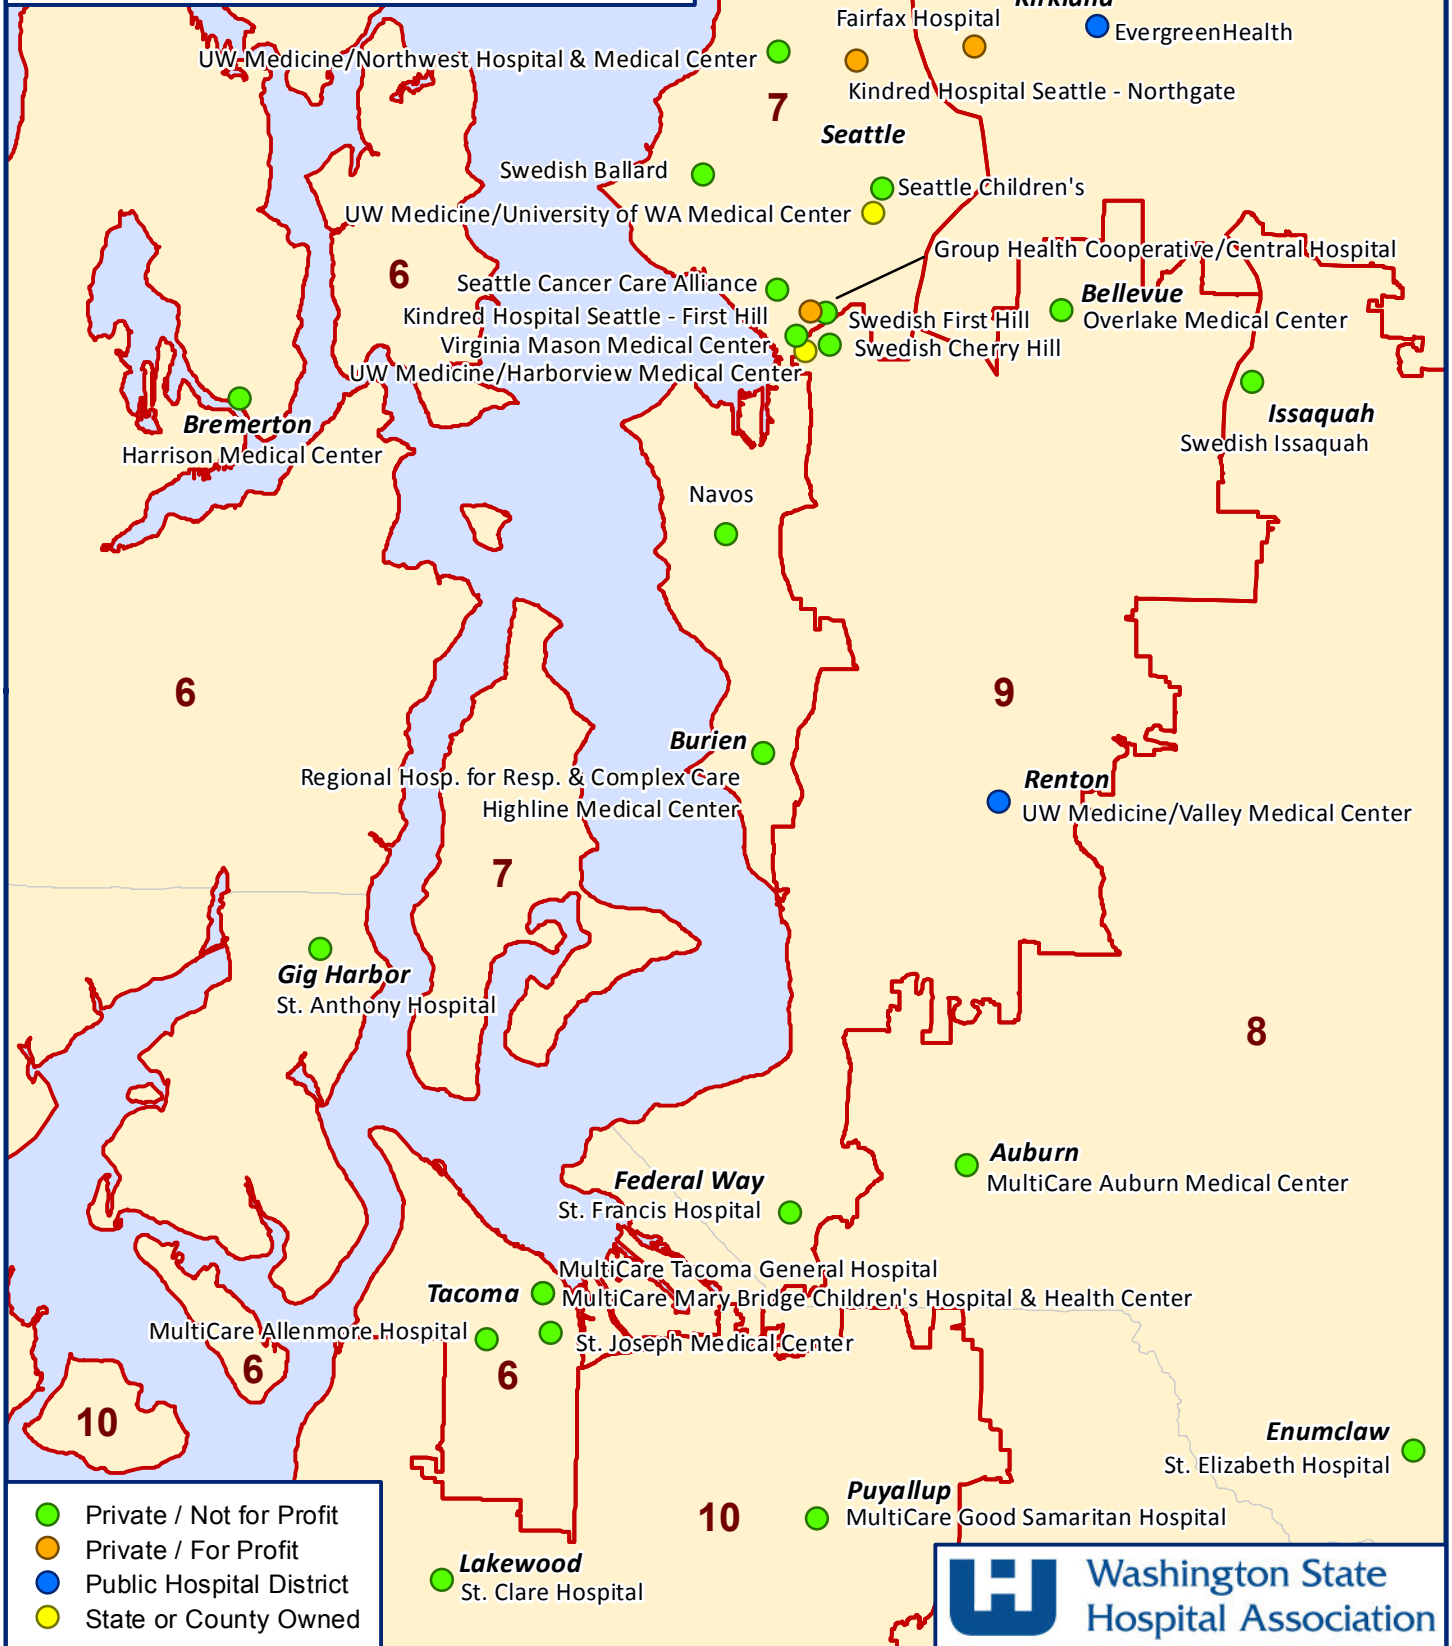 Kirkland
Fairfax Hospital
EvergreenHealth
UW Medicine/Northwest Hospital & Medical Center
Kindred Hospital Seattle - Northgate
7
Seattle
Swedish Ballard
Seattle Children's
UW Medicine/University of WA Medical Center
Group Health Cooperative/Central Hospital
6
Seattle Cancer Care Alliance
Bellevue
Kindred Hospital Seattle - First Hill
Swedish First Hill
Overlake Medical Center
Virginia Mason Medical Center
Swedish Cherry Hill
UW Medicine/Harborview Medical Center
Issaquah
Swedish Issaquah
Bremerton
Harrison Medical Center
Navos
6
9
Burien
Regional Hosp. for Resp. & Complex Care
Highline Medical Center
Renton
UW Medicine/Valley Medical Center
7
Gig Harbor
St. Anthony Hospital
8
Auburn
MultiCare Auburn Medical Center
Federal Way
St. Francis Hospital
MultiCare Tacoma General Hospital
Tacoma
MultiCare Mary Bridge Children's Hospital & Health Center
MultiCare Allenmore Hospital
St. Joseph Medical Center
6
6
10
Enumclaw
St. Elizabeth Hospital
Puyallup
MultiCare Good Samaritan Hospital
10
Lakewood
St. Clare Hospital
Private / Not for Profit
Private / For Profit
Public Hospital District
State or County Owned
Washington State
Hospital Association